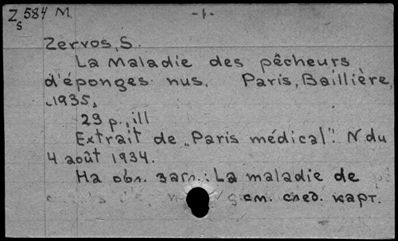 Z 584 M -1-
s
Zervos, S.
La Maladie des pêcheurs
d'éponges nus. Paris, Baillière,
1935.
23 p., ill
Extrait de „Paris médical". N du
4 août 1934.
На обл. загл.: La maladie de
см. след. карт.